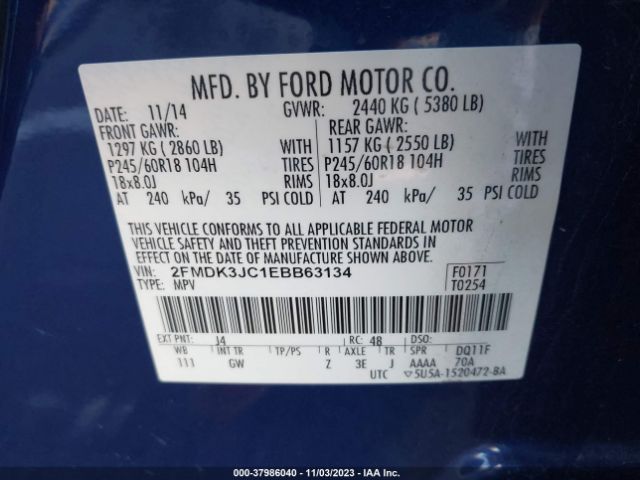 MFD. BY FORD MOTOR CO.
DATE: 11/14 GVWR: 2440 KG ( 5380 LB)
FRONT GAWR: REAR GAWR:
1297 KG ( 2860 LB) WITH 1157 KG ( 2550 LB) WITH
P245/60R18 104H TIRES P245/60R18 104H TIRES
18x8.0J RIMS 18x8.0J RIMS
AT 240 kPa/ 35 PSI COLD AT 240 kPa/ 35 PSI COLD
THIS VEHICLE CONFORMS TO ALL APPLICABLE FEDERAL MOTOR
VEHICLE SAFETY AND THEFT PREVENTION STANDARDS IN
EFFECT ON THE DATE OF MANUFACTURE SHOWN ABOVE.
VIN: 2FMDK3JC1EBB63134 F0171
TYPE: MPV T0254
EXT PNT: J4 RC: 48 DSO:
WB INT TR TP/PS R AXLE TR SPR DQ11F
111 GW Z 3E J AAAA 70A
UTC ▽5U5A-1520472-BA
000-37986040 - 11/03/2023 - IAA Inc.